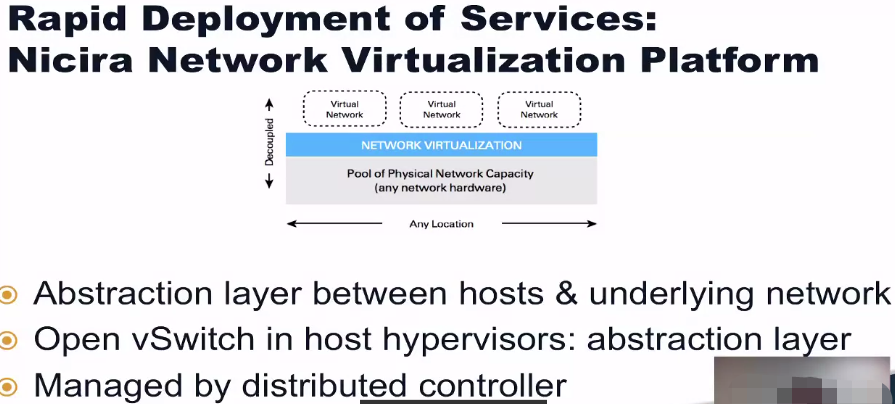 Rapid Deployment of Services:
Nicira Network Virtualization Platform
Decoupled
Virtual
Network
Virtual
Network
Virtual
Network
NETWORK VIRTUALIZATION
Pool of Physical Network Capacity
(any network hardware)
Any Location
Abstraction layer between hosts & underlying network
Open vSwitch in host hypervisors: abstraction layer
Managed by distributed controller